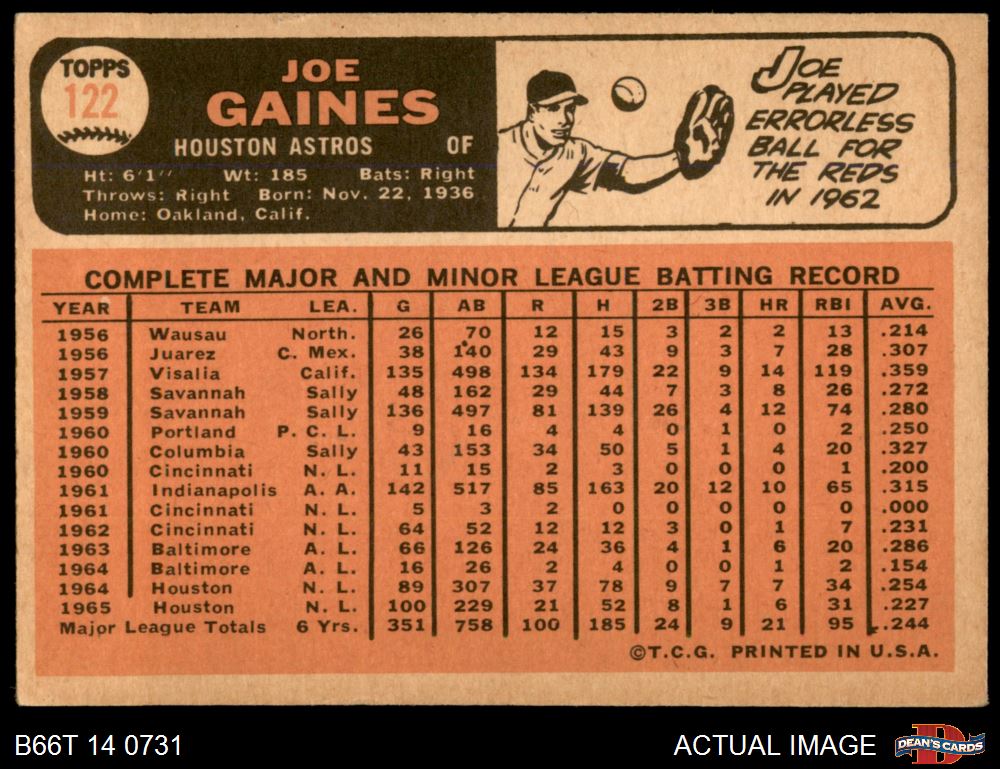 TOPPS
122
JOE
GAINES
HOUSTON ASTROS OF
Ht: 6'1" Wt: 185 Bats: Right
Throws: Right Born: Nov. 22, 1936
Home: Oakland, Calif.
JOE
PLAYED
ERRORLESS
BALL FOR
THE REDS
IN 1962
COMPLETE MAJOR AND MINOR LEAGUE BATTING RECORD
YEAR TEAM LEA. G AB R H 2B 3B HR RBI AVG.
1956 Wausau North. 26 70 12 15 3 2 2 13 .214
1956 Juarez C. Mex. 38 140 29 43 9 3 7 28 .307
1957 Visalia Calif. 135 498 134 179 22 9 14 119 .359
1958 Savannah Sally 48 162 29 44 7 3 8 26 .272
1959 Savannah Sally 136 497 81 139 26 4 12 74 .280
1960 Portland P. C. L. 9 16 4 4 0 1 0 2 .250
1960 Columbia Sally 43 153 34 50 5 1 4 20 .327
1960 Cincinnati N. L. 11 15 2 3 0 0 0 1 .200
1961 Indianapolis A. A. 142 517 85 163 20 12 10 65 .315
1961 Cincinnati N. L. 5 3 2 0 0 0 0 0 .000
1962 Cincinnati N. L. 64 52 12 12 3 0 1 7 .231
1963 Baltimore A. L. 66 126 24 36 4 1 6 20 .286
1964 Baltimore A. L. 16 26 2 4 0 0 1 2 .154
1964 Houston N. L. 89 307 37 78 9 7 7 34 .254
1965 Houston N. L. 100 229 21 52 8 1 6 31 .227
Major League Totals 6 Yrs. 351 758 100 185 24 9 21 95 .244
©T.C.G. PRINTED IN U.S.A.
B66T 14 0731 ACTUAL IMAGE DEAN'S CARDS